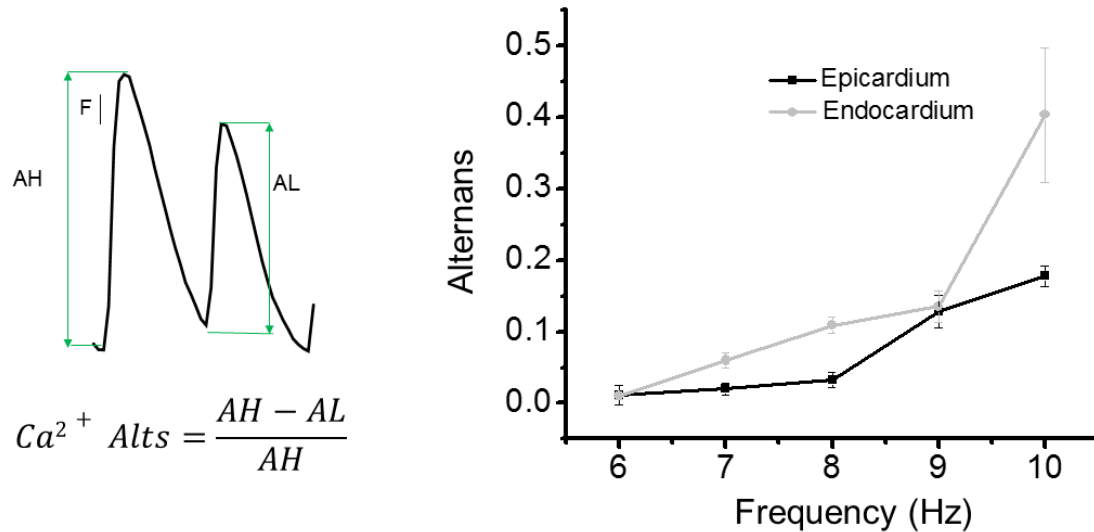 F
AH
AL
Ca²⁺ Alts = (AH − AL) / AH
Alternans
0.5
0.4
0.3
0.2
0.1
0.0
Epicardium
Endocardium
6 7 8 9 10
Frequency (Hz)